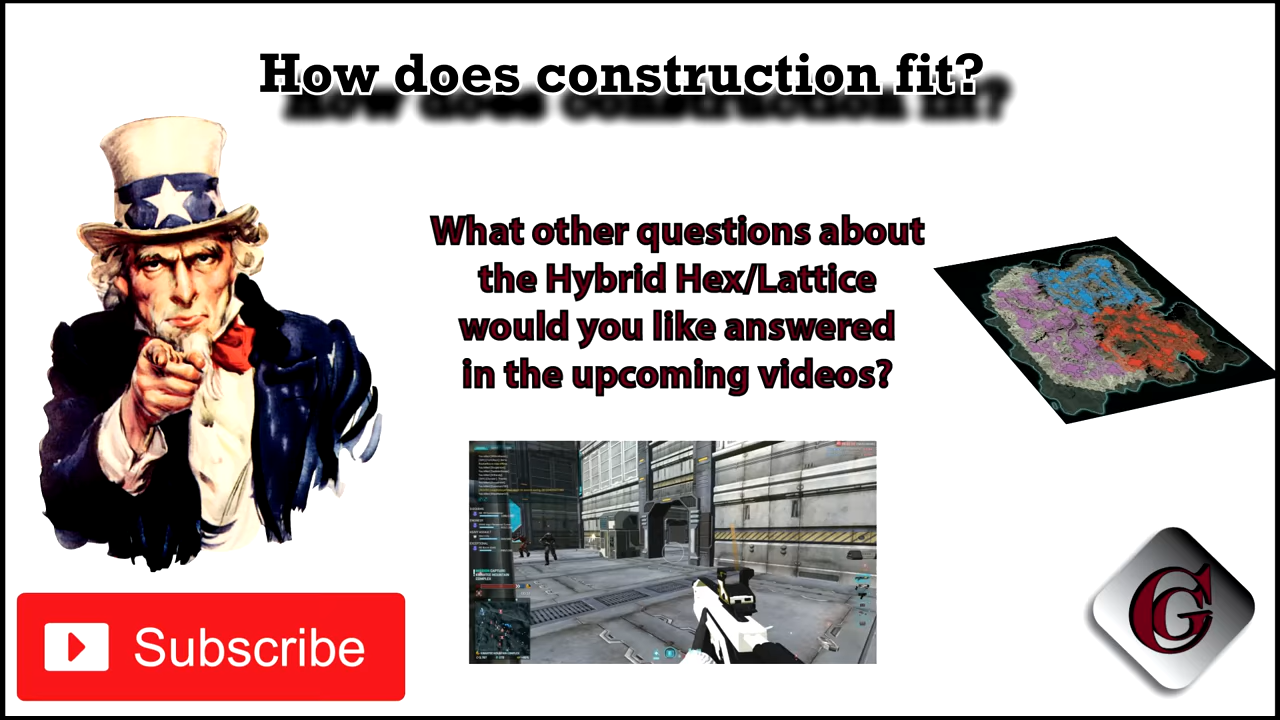 How does construction fit?
What other questions about
the Hybrid Hex/Lattice
would you like answered
in the upcoming videos?
Subscribe